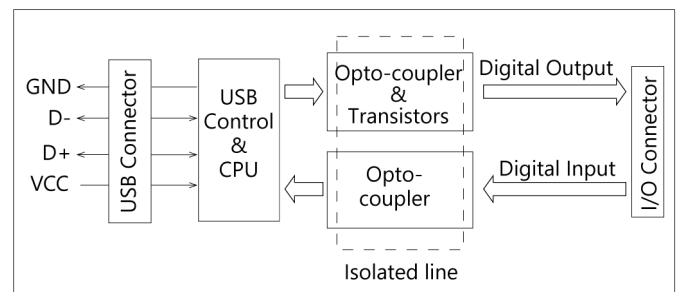 GND
D-
D+
VCC
USB Connector
USB
Control
&
CPU
Opto-coupler
&
Transistors
Digital Output
Opto-
coupler
Digital Input
I/O Connector
Isolated line